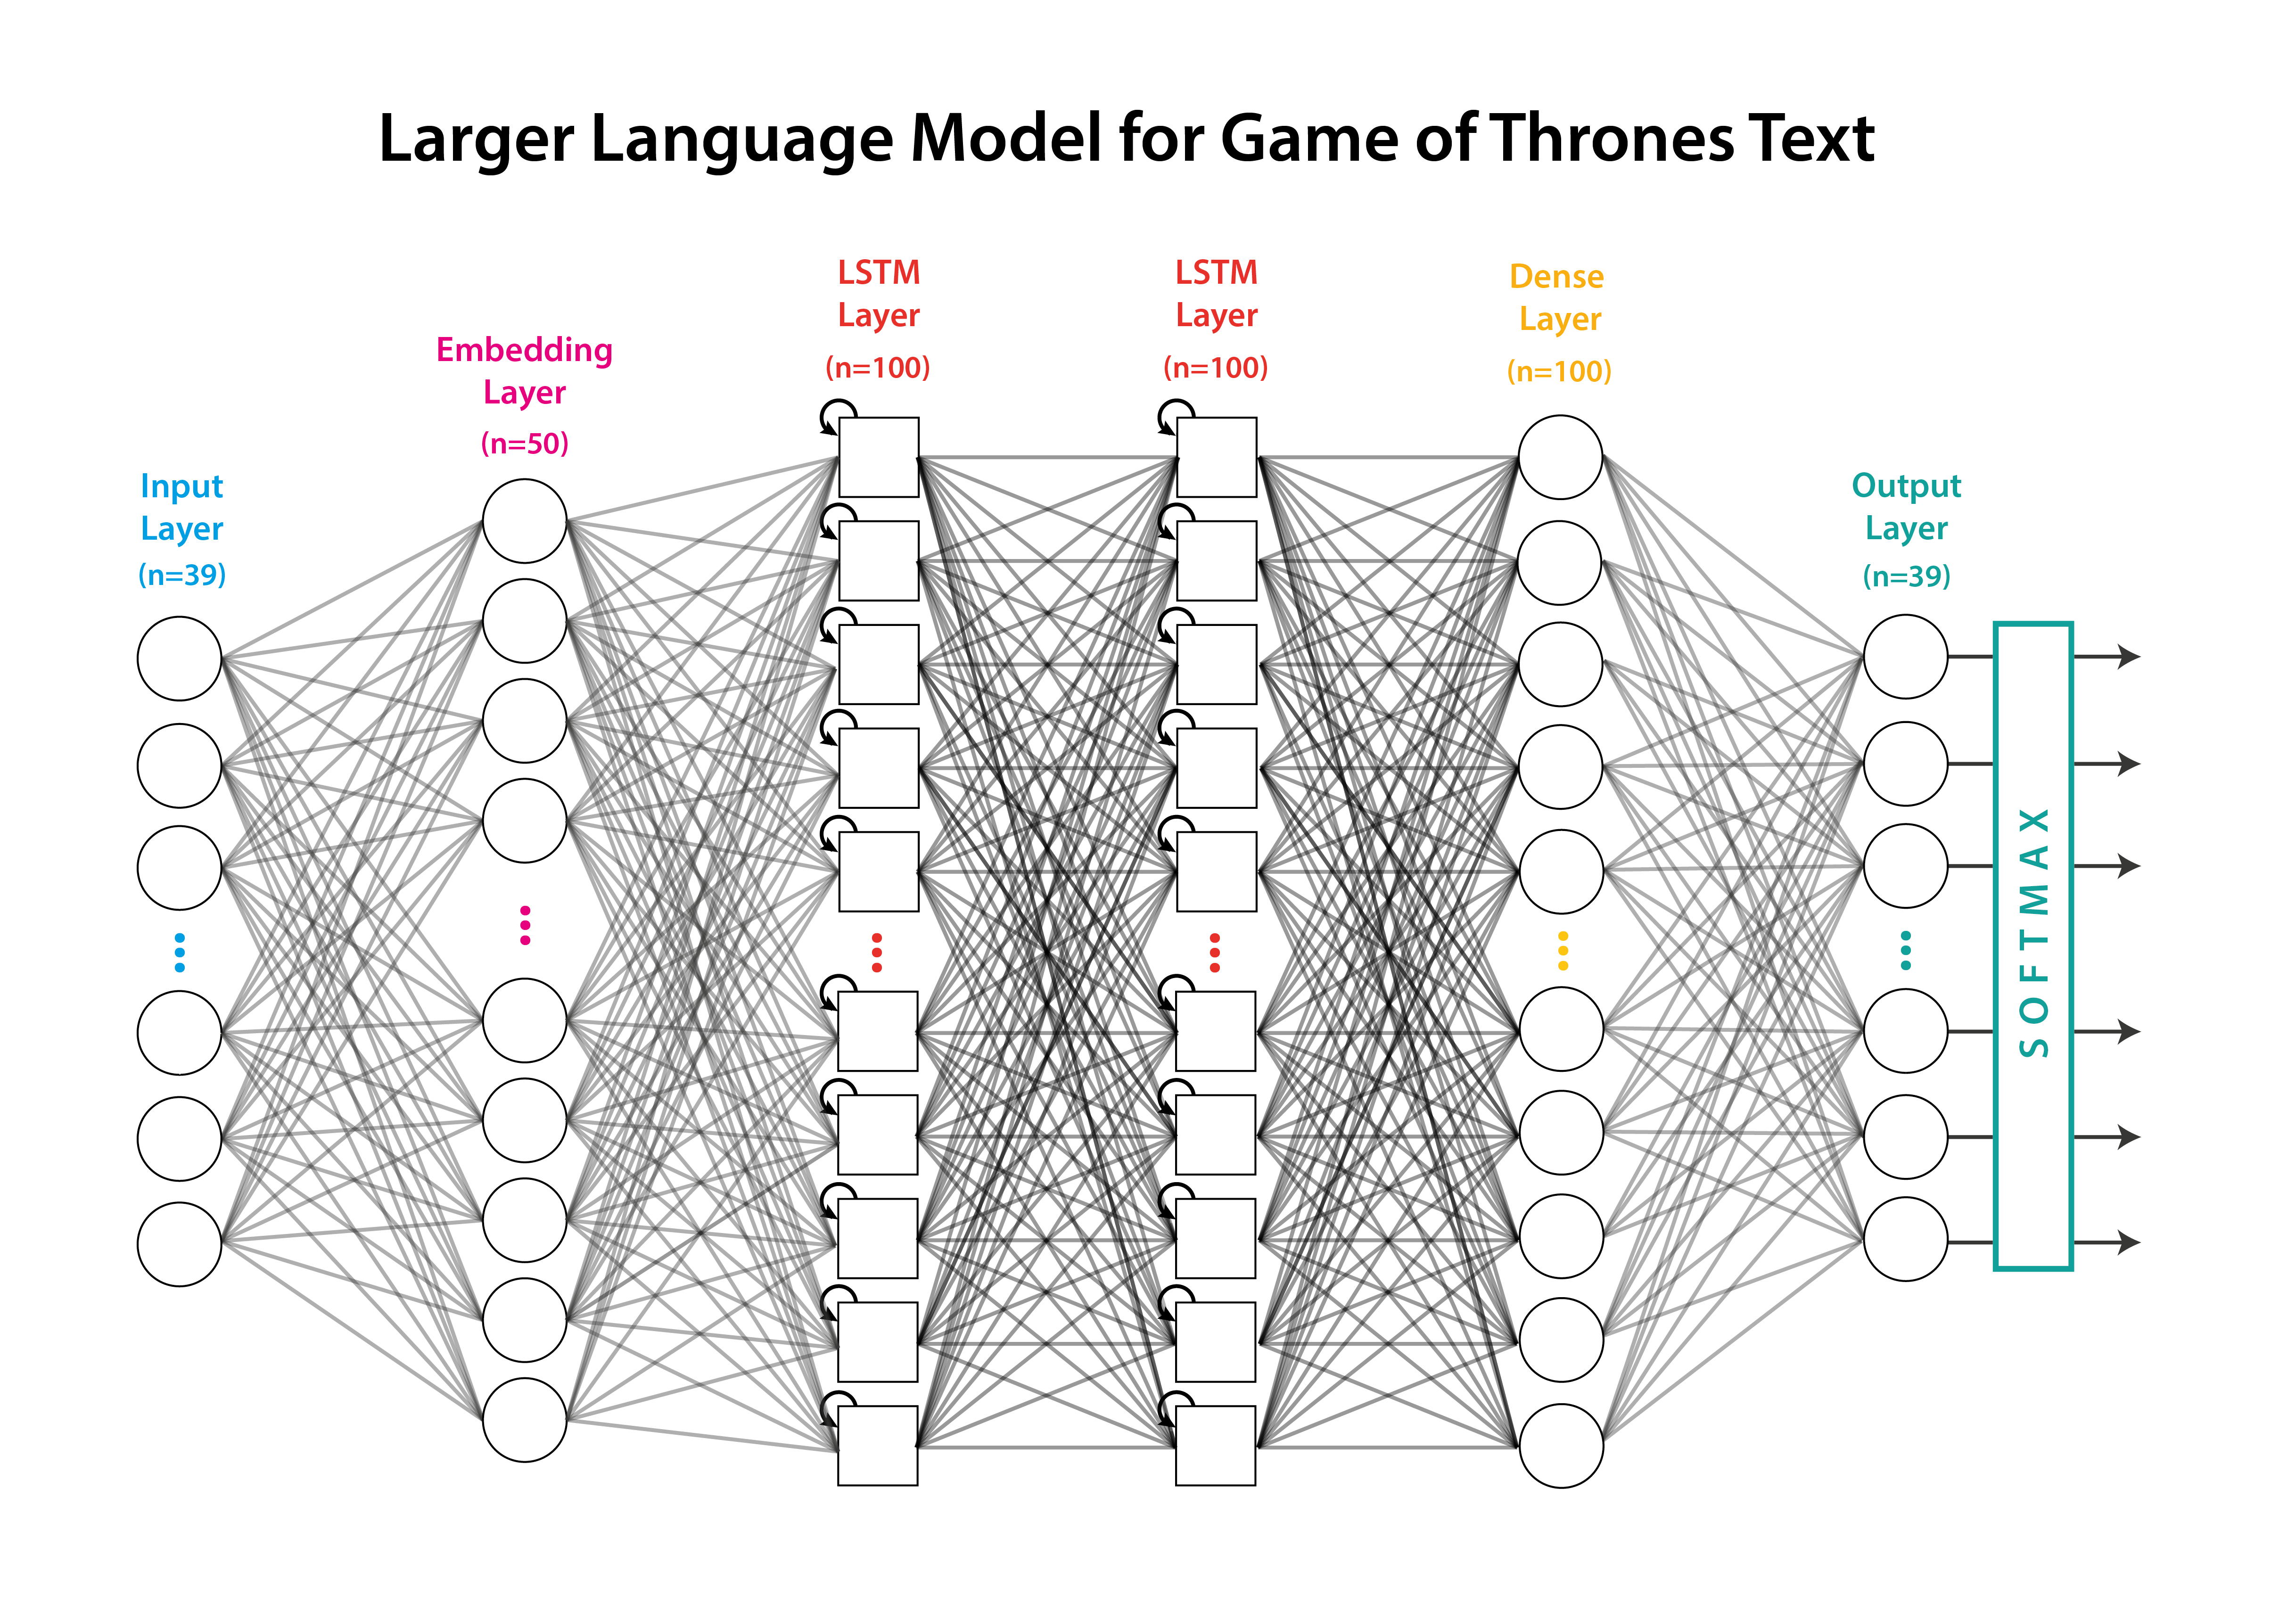 Larger Language Model for Game of Thrones Text
Input
Layer
(n=39)
Embedding
Layer
(n=50)
LSTM
Layer
(n=100)
LSTM
Layer
(n=100)
Dense
Layer
(n=100)
Output
Layer
(n=39)
SOFTMAX